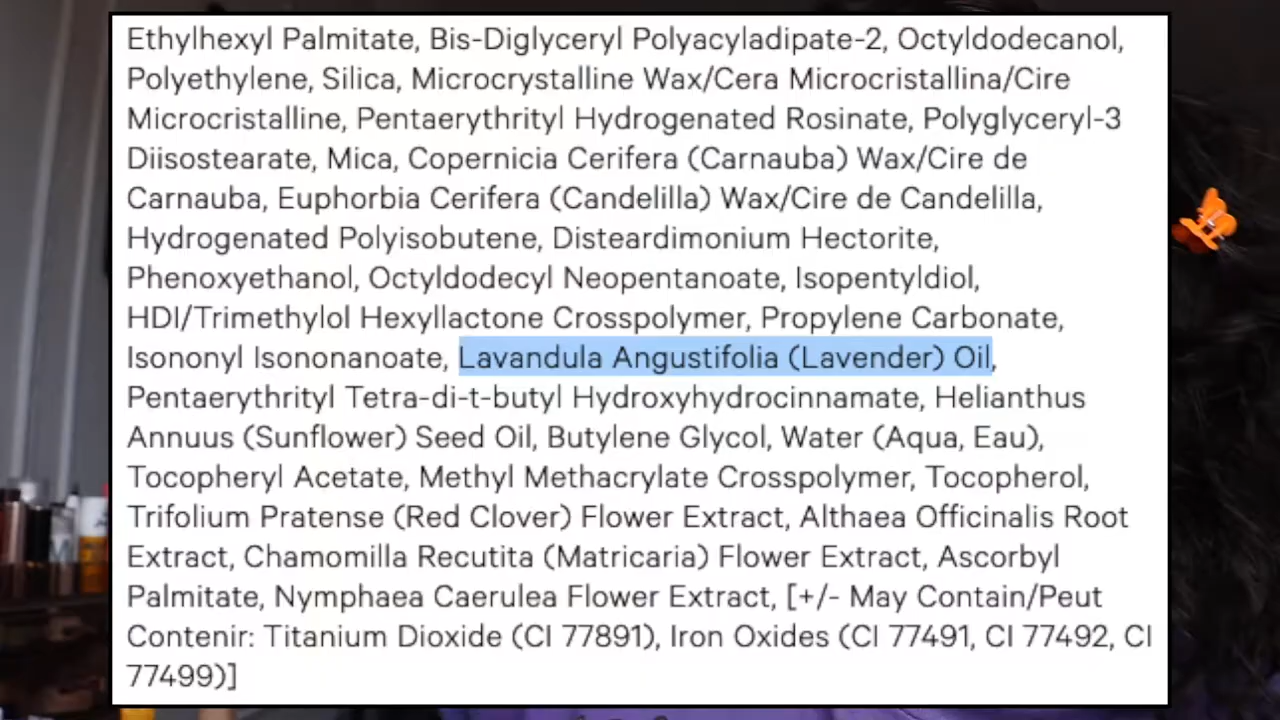 Ethylhexyl Palmitate, Bis-Diglyceryl Polyacyladipate-2, Octyldodecanol,
Polyethylene, Silica, Microcrystalline Wax/Cera Microcristallina/Cire
Microcristalline, Pentaerythrityl Hydrogenated Rosinate, Polyglyceryl-3
Diisostearate, Mica, Copernicia Cerifera (Carnauba) Wax/Cire de
Carnauba, Euphorbia Cerifera (Candelilla) Wax/Cire de Candelilla,
Hydrogenated Polyisobutene, Disteardimonium Hectorite,
Phenoxyethanol, Octyldodecyl Neopentanoate, Isopentyldiol,
HDI/Trimethylol Hexyllactone Crosspolymer, Propylene Carbonate,
Isononyl Isononanoate, Lavandula Angustifolia (Lavender) Oil,
Pentaerythrityl Tetra-di-t-butyl Hydroxyhydrocinnamate, Helianthus
Annuus (Sunflower) Seed Oil, Butylene Glycol, Water (Aqua, Eau),
Tocopheryl Acetate, Methyl Methacrylate Crosspolymer, Tocopherol,
Trifolium Pratense (Red Clover) Flower Extract, Althaea Officinalis Root
Extract, Chamomilla Recutita (Matricaria) Flower Extract, Ascorbyl
Palmitate, Nymphaea Caerulea Flower Extract, [+/- May Contain/Peut
Contenir: Titanium Dioxide (CI 77891), Iron Oxides (CI 77491, CI 77492, CI
77499)]